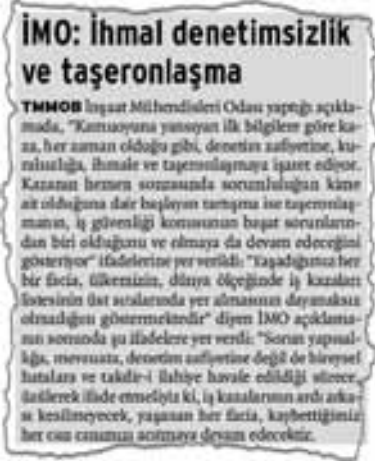 İMO: İhmal denetimsizlik
ve taşeronlaşma
TMMOB İnşaat Mühendisleri Odası yaptığı açıkla-
mada, "Kamuoyuna yansıyan ilk bilgilere göre ka-
za, her zaman olduğu gibi, denetim zafiyetine, ku-
ralsızlığa, ihmale ve taşeronlaşmaya işaret ediyor.
Kazanın hemen sonrasında sorumluluğun kime
ait olduğuna dair başlayan tartışma ise taşeronlaş-
manın, iş güvenliği konusunun başat sorunların-
dan biri olduğunu ve olmaya da devam edeceğini
gösteriyor" ifadelerine yer verildi: "Yaşadığımız her
bir facia, ülkemizin, dünya ölçeğinde iş kazaları
listesinin üst sıralarında yer almasının dayanaksız
olmadığını göstermektedir" diyen İMO açıklama-
nın sonunda şu ifadelere yer verdi: "Sorun yapısal-
lığa, mevzuata, denetim zafiyetine değil de bireysel
hatalara ve takdir-i ilahiye havale edildiği sürece,
üzülerek ifade etmeliyiz ki, iş kazalarının ardı arka-
sı kesilmeyecek, yaşanan her facia, kaybettiğimiz
her can canımızı acıtmaya devam edecektir.